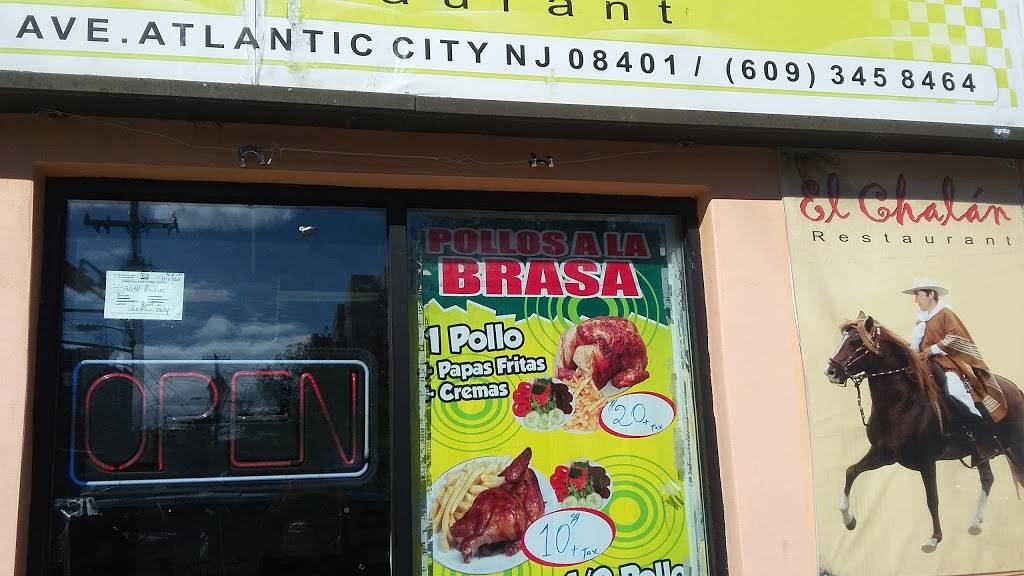 aurant
AVE. ATLANTIC CITY NJ 08401 / (609) 345 8464
El Chalán
Restaurant
POLLOS A LA
BRASA
1 Pollo
+ Papas Fritas
+ Cremas
$20 + Tax
10 + Tax
1/2 Pollo
OPEN